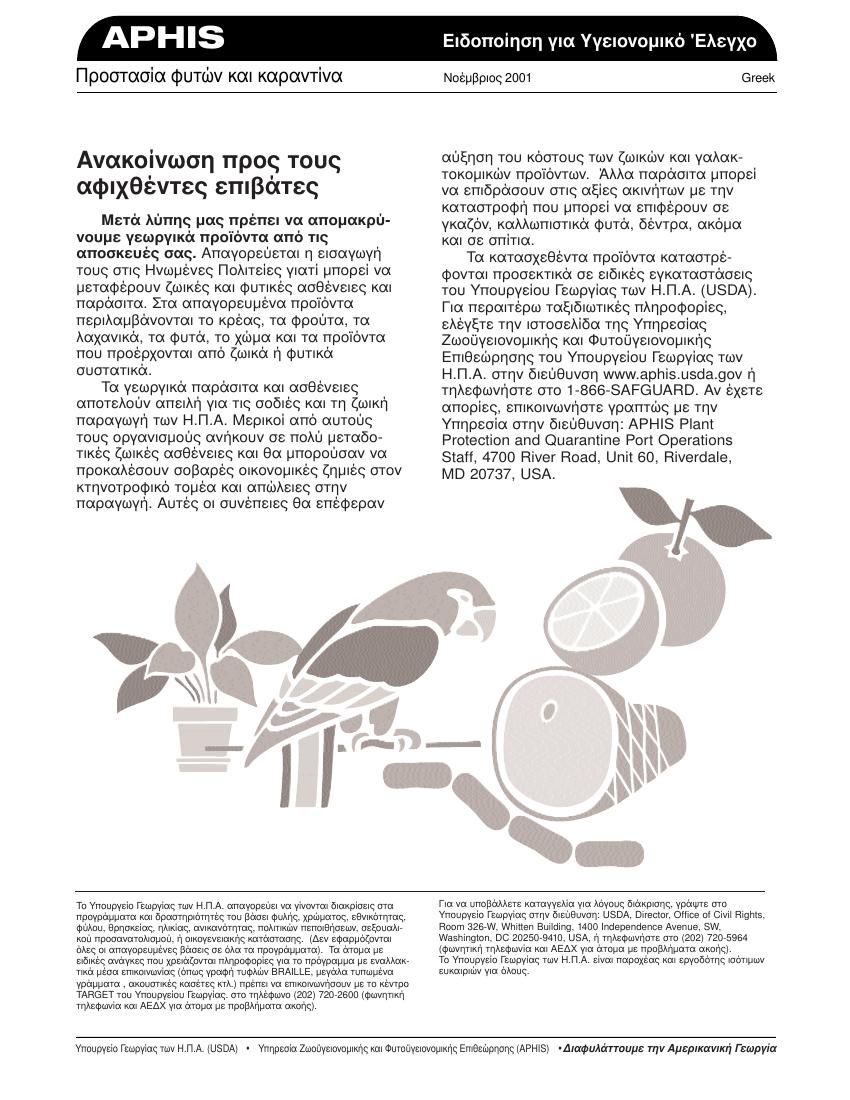 APHIS
Ειδοποίηση για Υγειονομικό 'Ελεγχο
Προστασία φυτών και καραντίνα
Νοέμβριος 2001
Greek
Ανακοίνωση προς τους
αφιχθέντες επιβάτες
Μετά λύπης μας πρέπει να απομακρύ-
νουμε γεωργικά προϊόντα από τις
αποσκευές σας. Απαγορεύεται η εισαγωγή
τους στις Ηνωμένες Πολιτείες γιατί μπορεί να
μεταφέρουν ζωικές και φυτικές ασθένειες και
παράσιτα. Στα απαγορευμένα προϊόντα
περιλαμβάνονται το κρέας, τα φρούτα, τα
λαχανικά, τα φυτά, το χώμα και τα προϊόντα
που προέρχονται από ζωικά ή φυτικά
συστατικά.
Τα γεωργικά παράσιτα και ασθένειες
αποτελούν απειλή για τις σοδιές και τη ζωική
παραγωγή των Η.Π.Α. Μερικοί από αυτούς
τους οργανισμούς ανήκουν σε πολύ μεταδο-
τικές ζωικές ασθένειες και θα μπορούσαν να
προκαλέσουν σοβαρές οικονομικές ζημιές στον
κτηνοτροφικό τομέα και απώλειες στην
παραγωγή. Αυτές οι συνέπειες θα επέφεραν
αύξηση του κόστους των ζωικών και γαλακ-
τοκομικών προϊόντων. Άλλα παράσιτα μπορεί
να επιδράσουν στις αξίες ακινήτων με την
καταστροφή που μπορεί να επιφέρουν σε
γκαζόν, καλλωπιστικά φυτά, δέντρα, ακόμα
και σε σπίτια.
Τα κατασχεθέντα προϊόντα καταστρέ-
φονται προσεκτικά σε ειδικές εγκαταστάσεις
του Υπουργείου Γεωργίας των Η.Π.Α. (USDA).
Για περαιτέρω ταξιδιωτικές πληροφορίες,
ελέγξτε την ιστοσελίδα της Υπηρεσίας
Ζωοϋγειονομικής και Φυτοϋγειονομικής
Επιθεώρησης του Υπουργείου Γεωργίας των
Η.Π.Α. στην διεύθυνση www.aphis.usda.gov ή
τηλεφωνήστε στο 1-866-SAFGUARD. Αν έχετε
απορίες, επικοινωνήστε γραπτώς με την
Υπηρεσία στην διεύθυνση: APHIS Plant
Protection and Quarantine Port Operations
Staff, 4700 River Road, Unit 60, Riverdale,
MD 20737, USA.
Το Υπουργείο Γεωργίας των Η.Π.Α. απαγορεύει να γίνονται διακρίσεις στα
προγράμματα και δραστηριότητές του βάσει φυλής, χρώματος, εθνικότητας,
φύλου, θρησκείας, ηλικίας, ανικανότητας, πολιτικών πεποιθήσεων, σεξουαλι-
κού προσανατολισμού, ή οικογενειακής κατάστασης. (Δεν εφαρμόζονται
όλες οι απαγορευμένες βάσεις σε όλα τα προγράμματα). Τα άτομα με
ειδικές ανάγκες που χρειάζονται πληροφορίες για το πρόγραμμα με εναλλακ-
τικά μέσα επικοινωνίας (όπως γραφή τυφλών BRAILLE, μεγάλα τυπωμένα
γράμματα , ακουστικές κασέτες κτλ.) πρέπει να επικοινωνήσουν με το κέντρο
TARGET του Υπουργείου Γεωργίας. στο τηλέφωνο (202) 720-2600 (φωνητική
τηλεφωνία και ΑΕΔΧ για άτομα με προβλήματα ακοής).
Για να υποβάλλετε καταγγελία για λόγους διάκρισης, γράψτε στο
Υπουργείο Γεωργίας στην διεύθυνση: USDA, Director, Office of Civil Rights,
Room 326-W, Whitten Building, 1400 Independence Avenue, SW,
Washington, DC 20250-9410, USA, ή τηλεφωνήστε στο (202) 720-5964
(φωνητική τηλεφωνία και ΑΕΔΧ για άτομα με προβλήματα ακοής).
Το Υπουργείο Γεωργίας των Η.Π.Α. είναι παροχέας και εργοδότης ισότιμων
ευκαιριών για όλους.
Υπουργείο Γεωργίας των Η.Π.Α. (USDA) • Υπηρεσία Ζωοϋγειονομικής και Φυτοϋγειονομικής Επιθεώρησης (APHIS) • Διαφυλάττουμε την Αμερικανική Γεωργία